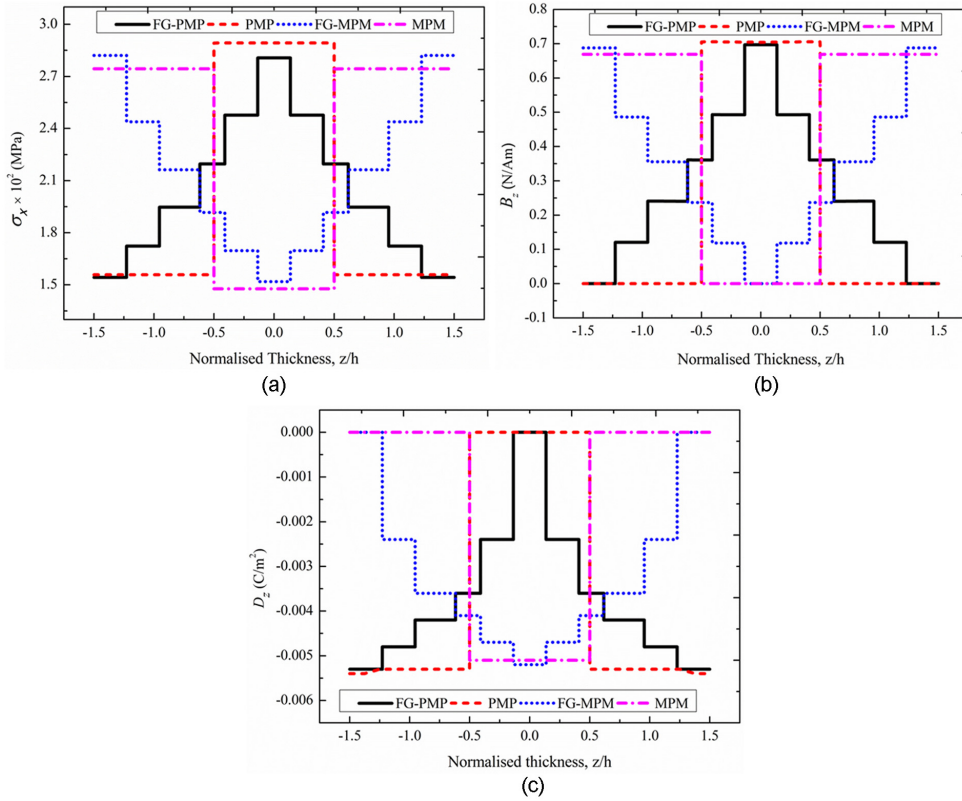 FG-PMP PMP FG-MPM MPM
3.0
2.7
2.4
2.1
1.8
1.5
σx × 10² (MPa)
-1.5 -1.0 -0.5 0.0 0.5 1.0 1.5
Normalised Thickness, z/h
(a)
FG-PMP PMP FG-MPM MPM
0.8
0.7
0.6
0.5
0.4
0.3
0.2
0.1
0.0
-0.1
Bz (N/Am)
-1.5 -1.0 -0.5 0.0 0.5 1.0 1.5
Normalised Thickness, z/h
(b)
0.000
-0.001
-0.002
-0.003
-0.004
-0.005
-0.006
Dz (C/m²)
FG-PMP PMP FG-MPM MPM
-1.5 -1.0 -0.5 0.0 0.5 1.0 1.5
Normalised thickness, z/h
(c)